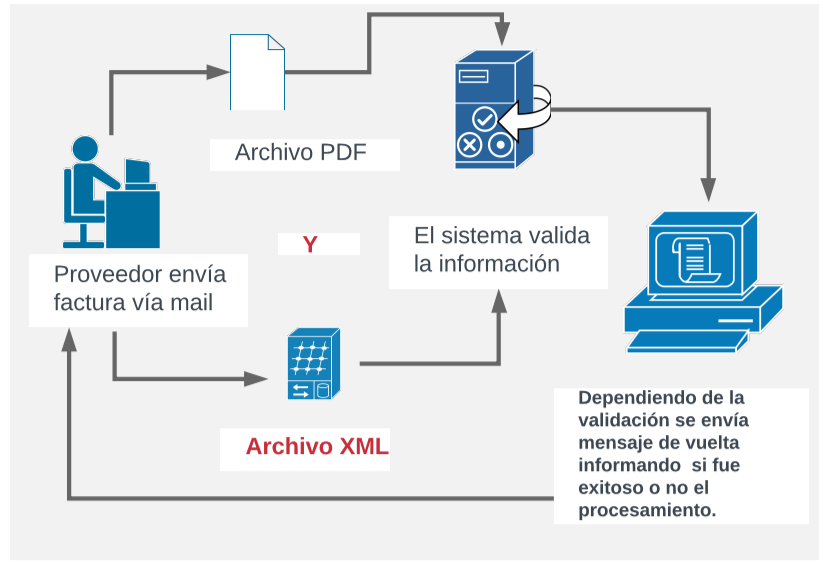 Archivo PDF
Y
El sistema valida
la información
Proveedor envía
factura vía mail
Archivo XML
Dependiendo de la
validación se envía
mensaje de vuelta
informando si fue
exitoso o no el
procesamiento.